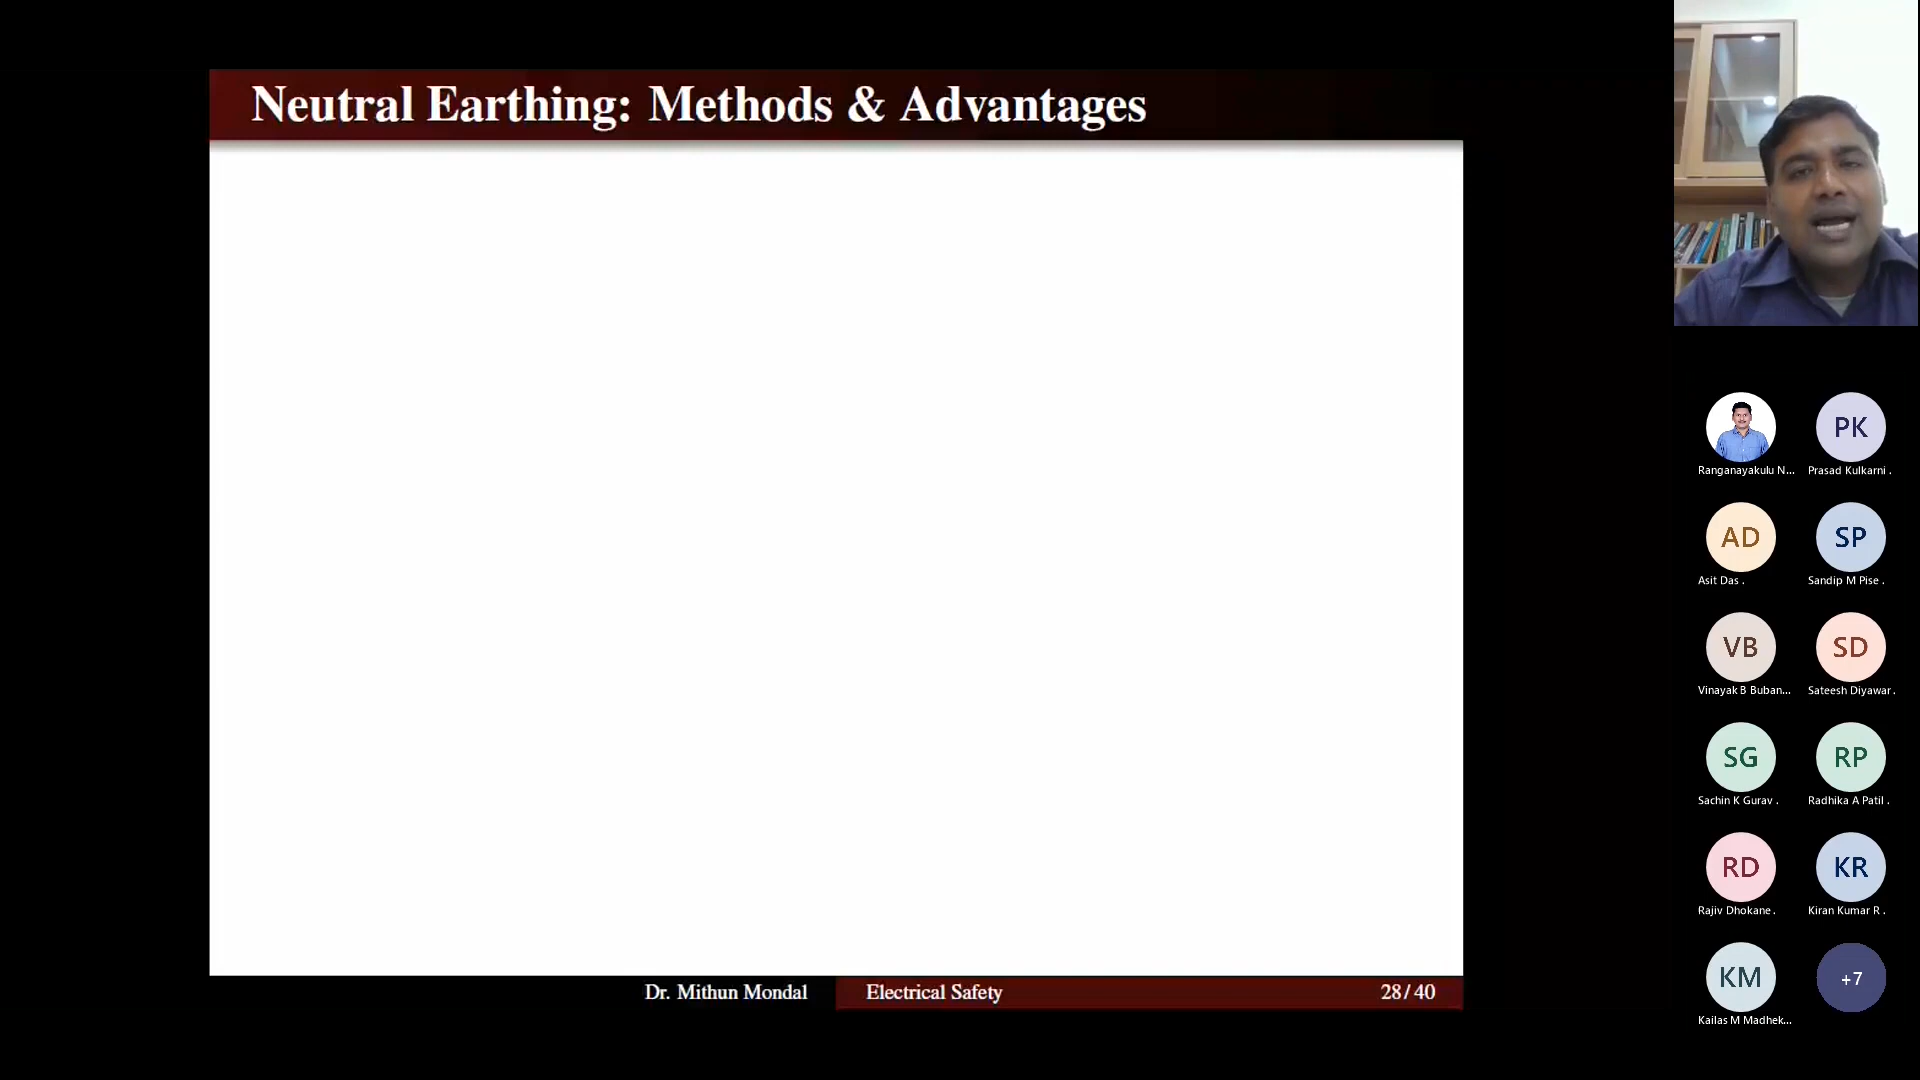 Neutral Earthing: Methods & Advantages
Dr. Mithun Mondal
Electrical Safety
28/40
PK
Ranganayakulu N...
Prasad Kulkarni .
AD
SP
Asit Das .
Sandip M Pise .
VB
SD
Vinayak B Buban...
Sateesh Diyawar .
SG
RP
Sachin K Gurav .
Radhika A Patil .
RD
KR
Rajiv Dhokane .
Kiran Kumar R .
KM
+7
Kailas M Madhek...